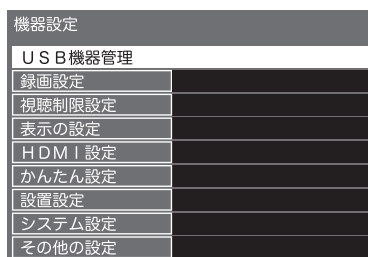 機器設定
ＵＳＢ機器管理
録画設定
視聴制限設定
表示の設定
ＨＤＭＩ設定
かんたん設定
設置設定
システム設定
その他の設定